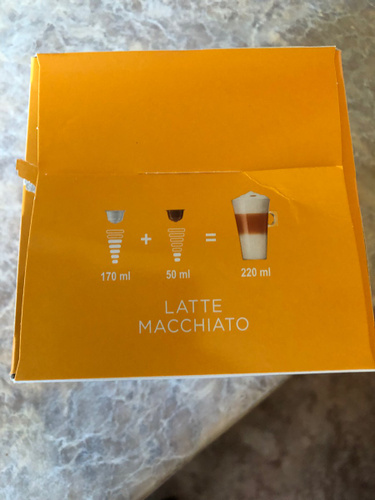 + =
170 ml 50 ml 220 ml
LATTE
MACCHIATO